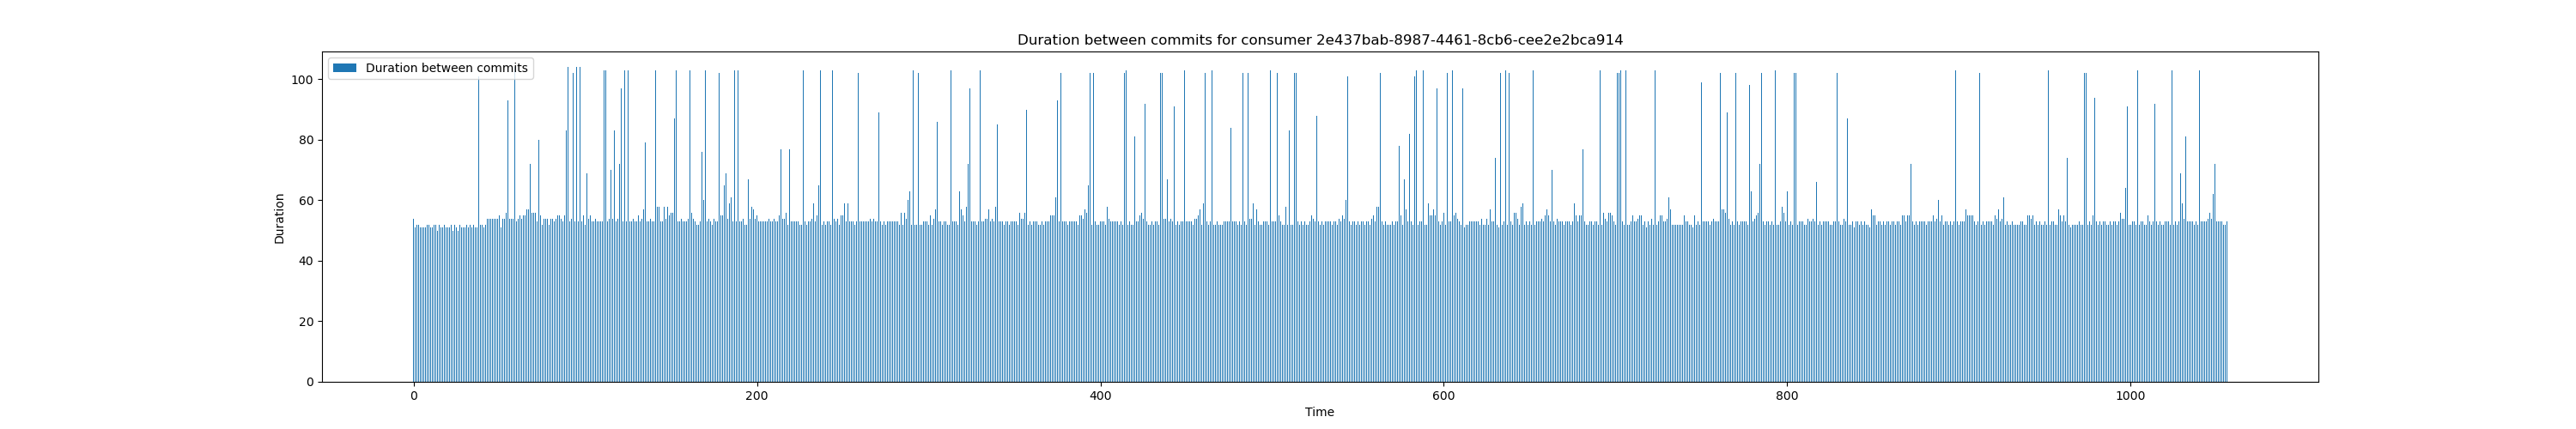 Duration between commits for consumer 2e437bab-8987-4461-8cb6-cee2e2bca914
Duration between commits
100
80
60
40
20
0
Duration
0 200 400 600 800 1000
Time